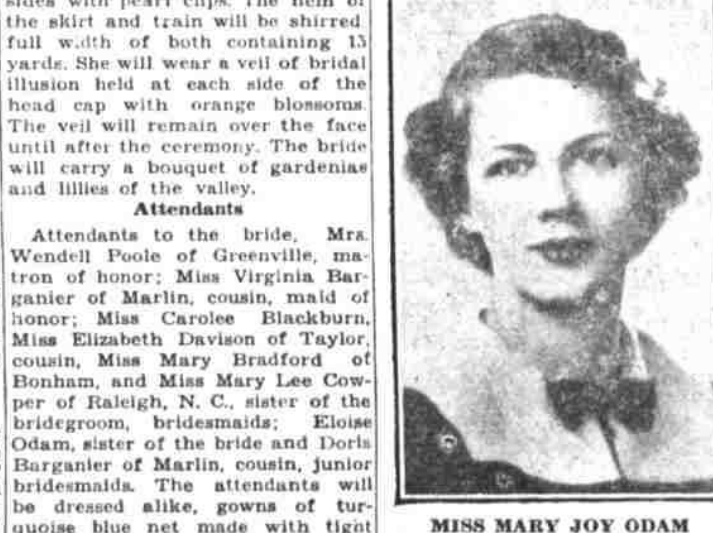 sides with pearl clips. The hem of
the skirt and train will be shirred
full width of both containing 15
yards. She will wear a veil of bridal
illusion held at each side of the
head cap with orange blossoms.
The veil will remain over the face
until after the ceremony. The bride
will carry a bouquet of gardenias
and lillies of the valley.
Attendants
Attendants to the bride, Mrs.
Wendell Poole of Greenville, ma-
tron of honor; Miss Virginia Bar-
ganier of Marlin, cousin, maid of
honor; Miss Carolee Blackburn,
Miss Elizabeth Davison of Taylor,
cousin, Miss Mary Bradford of
Bonham, and Miss Mary Lee Cow-
per of Raleigh, N. C., sister of the
bridegroom, bridesmaids; Eloise
Odam, sister of the bride and Doris
Barganier of Marlin, cousin, junior
bridesmaids. The attendants will
be dressed alike, gowns of tur-
quoise blue net made with tight
MISS MARY JOY ODAM